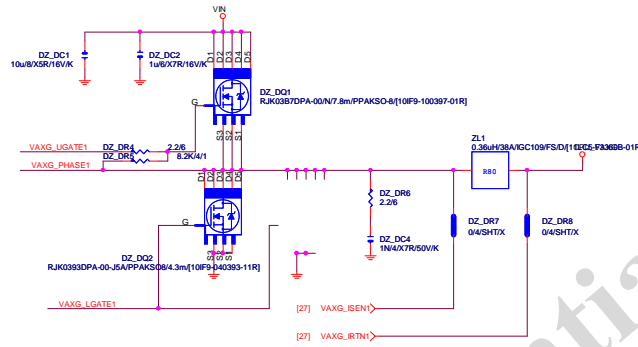 VIN
DZ_DC1
10u/8/X5R/16V/K
DZ_DC2
1u/6/X7R/16V/K
D1
D2
D3
D4
D5
G
DZ_DQ1
RJK03B7DPA-00/N/7.8m/PPAKSO-8/[10IF9-100397-01R]
S3
S2
S1
VAXG_UGATE1
DZ_DR4
2.2/6
DZ_DR5
8.2K/4/1
VAXG_PHASE1
ZL1
0.36uH/38A/IGC109/FS/D/[11
R80
D1
D2
D3
D4
D5
G
DZ_DR6
2.2/6
DZ_DR7
0/4/SHT/X
DZ_DR8
0/4/SHT/X
DZ_DC4
1N/4/X7R/50V/K
S3
S2
S1
DZ_DQ2
RJK0393DPA-00-J5A/PPAKSO8/4.3m/[10IF9-040393-11R]
VAXG_LGATE1
[27] VAXG_ISEN1
[27] VAXG_IRTN1